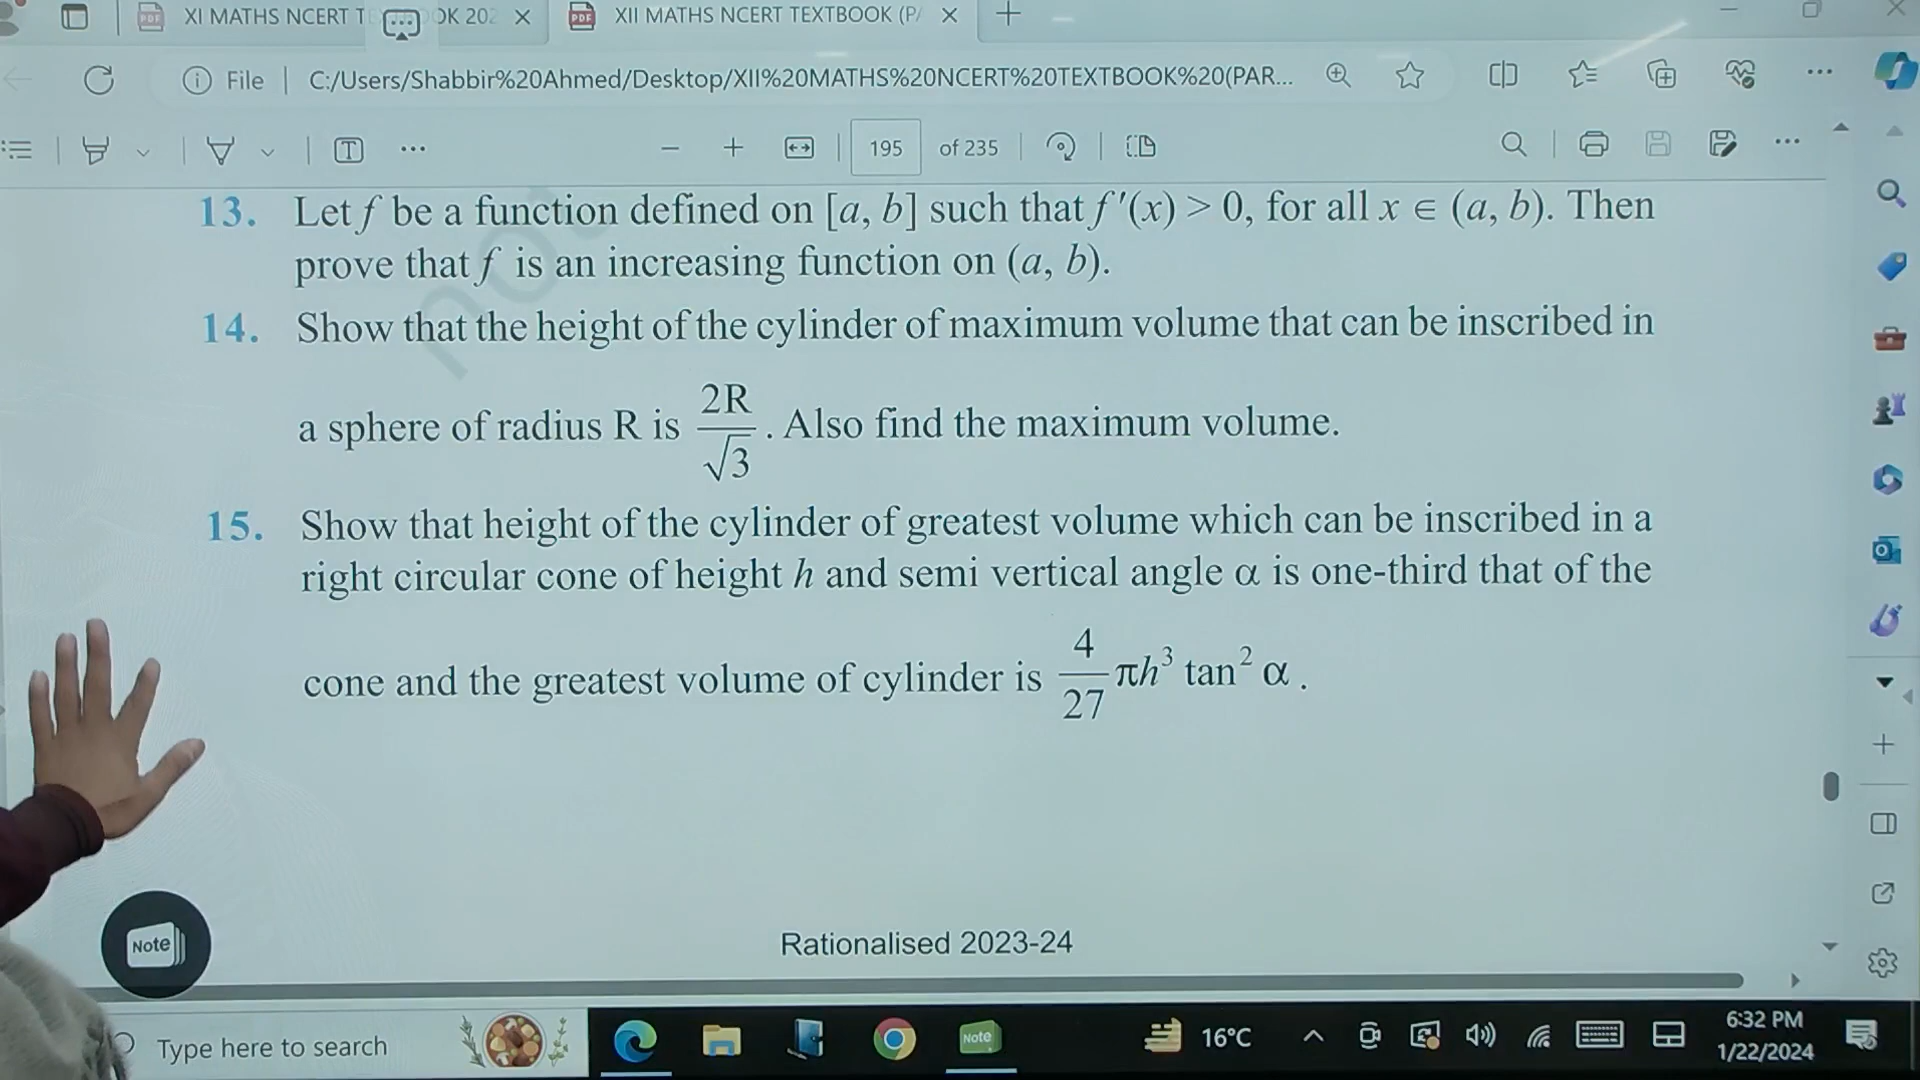 XI MATHS NCERT T
OK 202
XII MATHS NCERT TEXTBOOK (PA
File
C:/Users/Shabbir%20Ahmed/Desktop/XII%20MATHS%20NCERT%20TEXTBOOK%20(PAR...
195 of 235
13. Let f be a function defined on [a, b] such that f′(x) > 0, for all x ∈ (a, b). Then
prove that f is an increasing function on (a, b).
14. Show that the height of the cylinder of maximum volume that can be inscribed in
a sphere of radius R is 2R/√3. Also find the maximum volume.
15. Show that height of the cylinder of greatest volume which can be inscribed in a
right circular cone of height h and semi vertical angle α is one-third that of the
cone and the greatest volume of cylinder is 4/27 πh³ tan² α.
Note
Rationalised 2023-24
Type here to search
Note
16°C
6:32 PM
1/22/2024